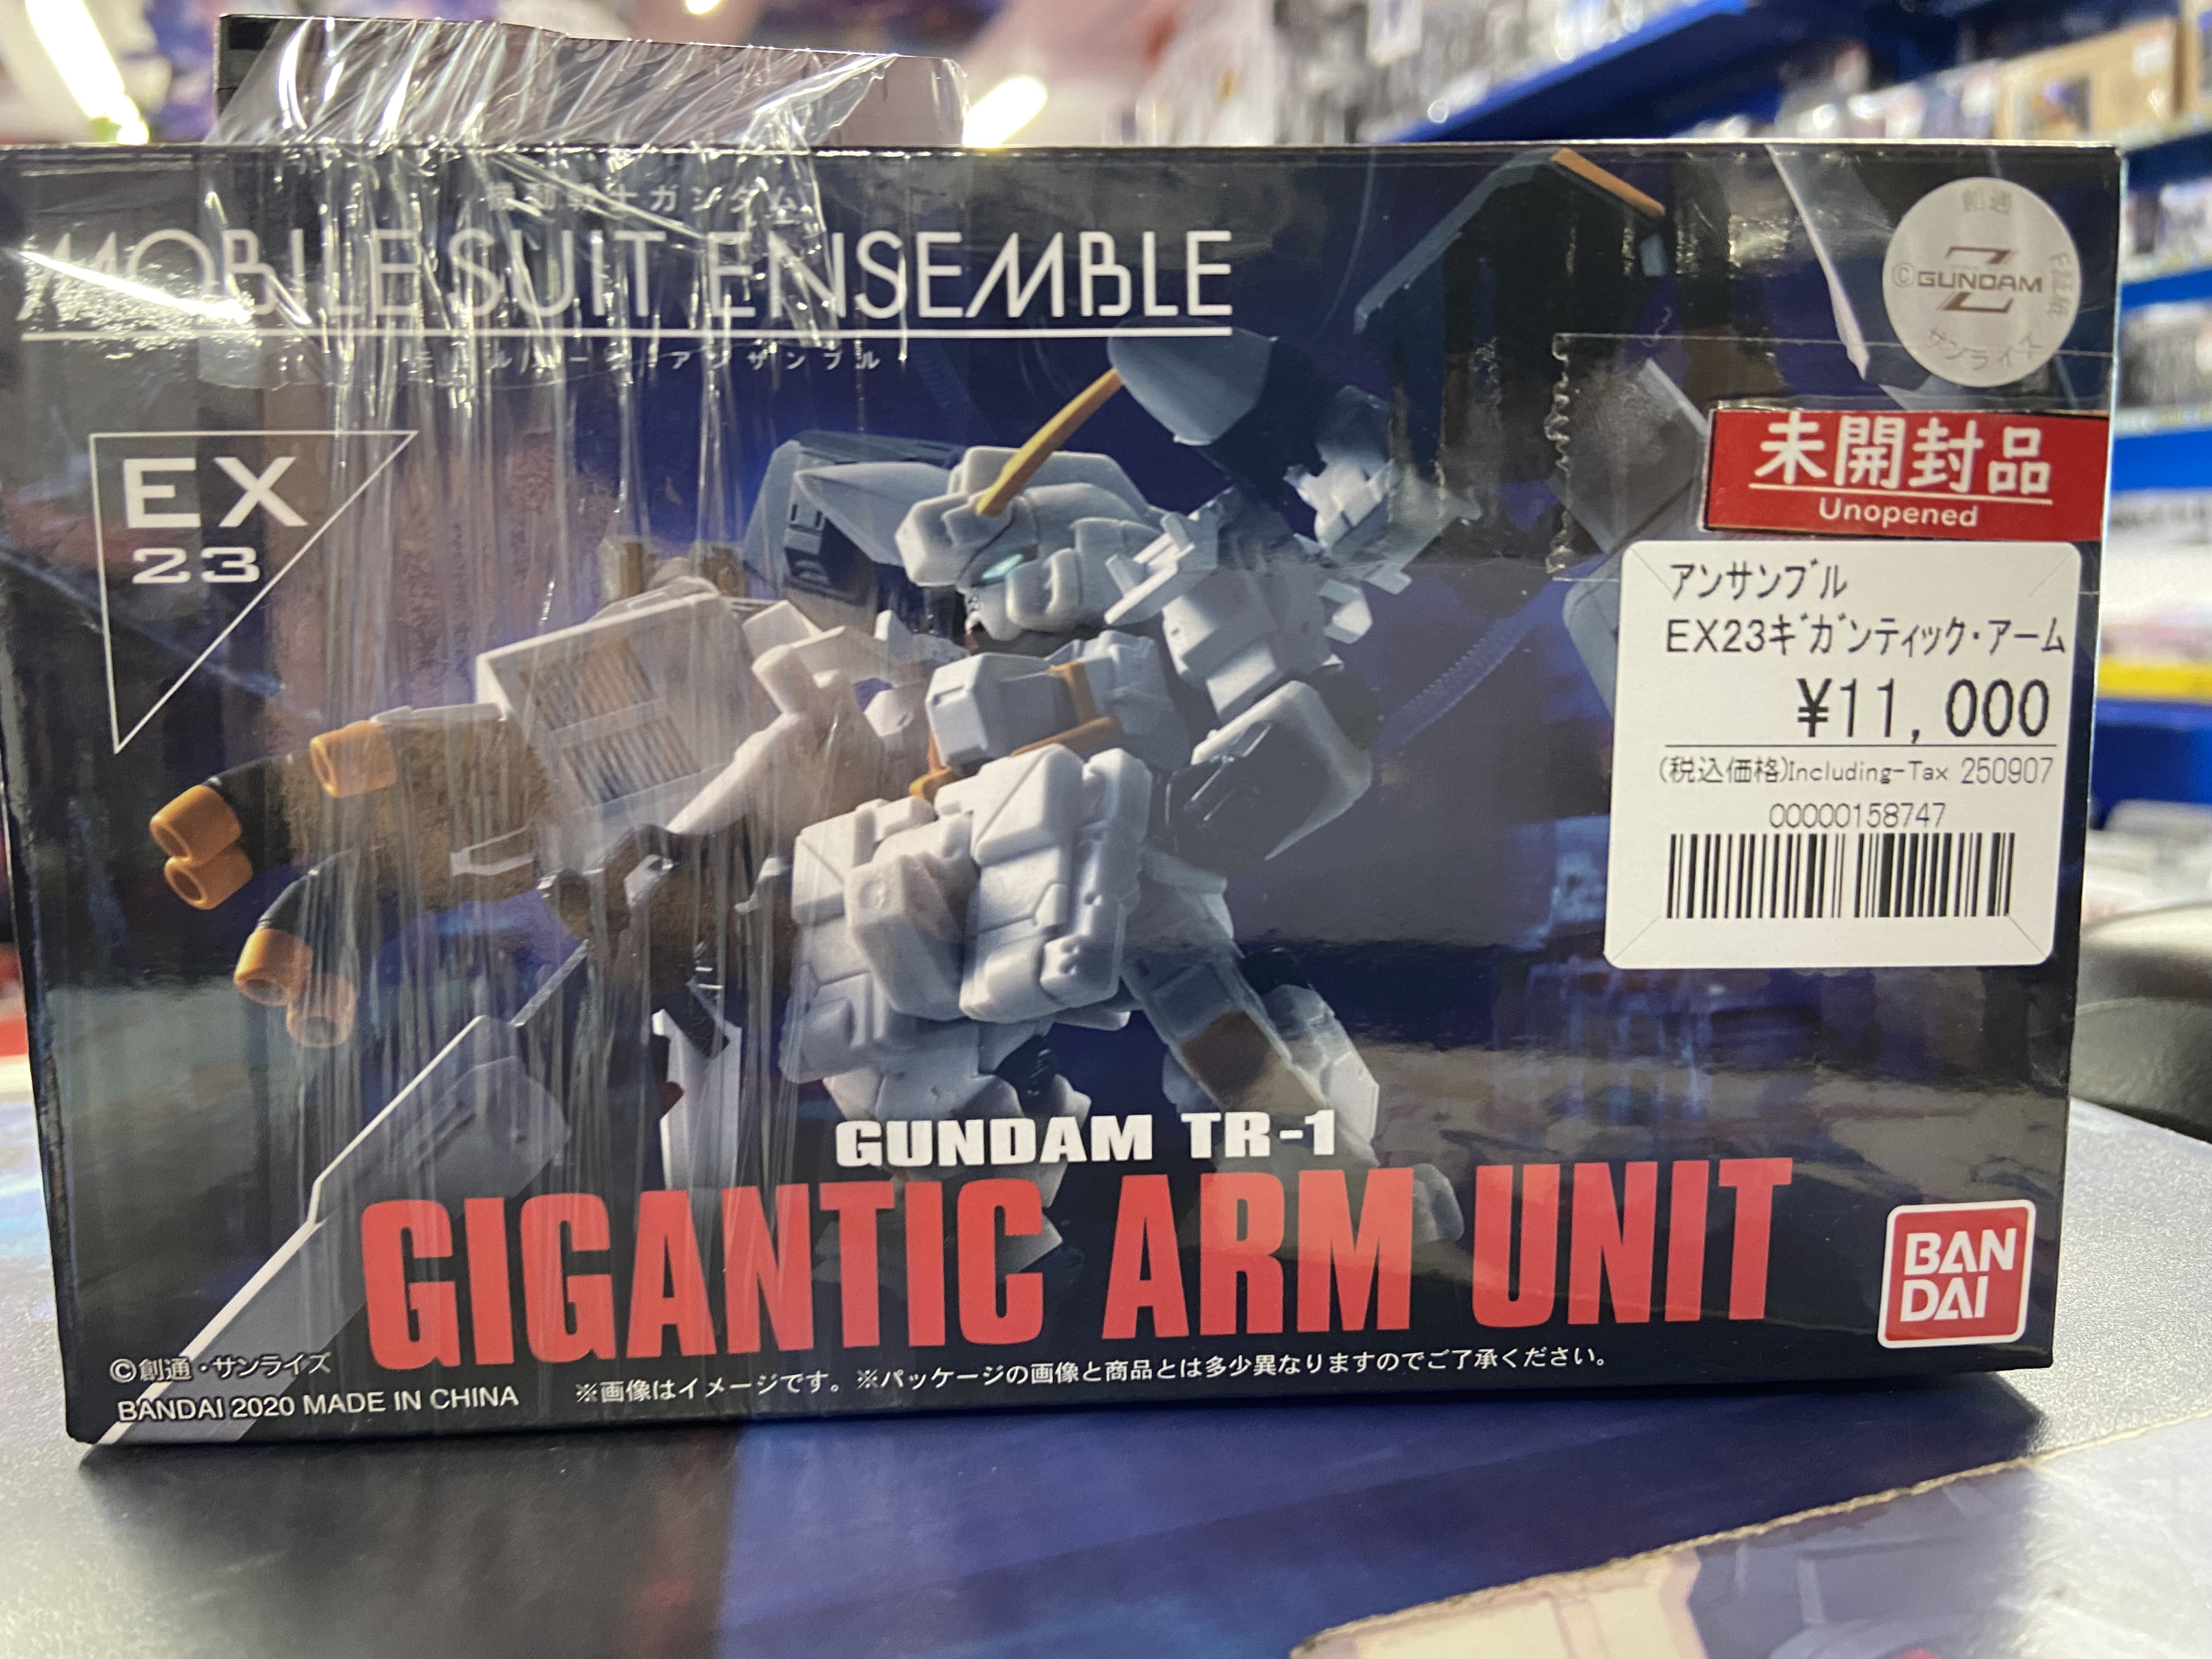 機動戦士ガンダム
MOBILE SUIT ENSEMBLE
モビルスーツアンサンブル
EX
23
創通
©GUNDAM
Z
サンライズ
未開封品
Unopened
アンサンブル
EX23ギガンティック・アーム
¥11,000
(税込価格)Including-Tax 250907
00000158747
GUNDAM TR-1
GIGANTIC ARM UNIT
BAN
DAI
©創通・サンライズ
BANDAI 2020 MADE IN CHINA
※画像はイメージです。※パッケージの画像と商品とは多少異なりますのでご了承ください。